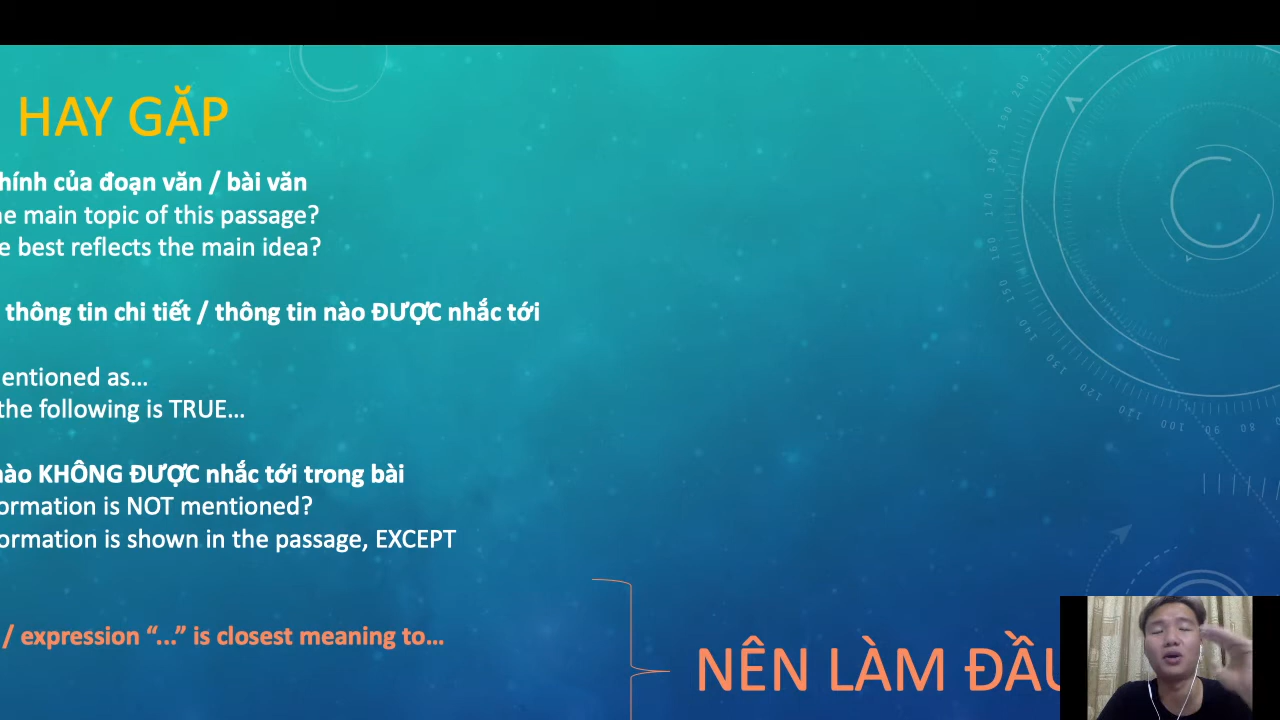 HAY GẶP
hính của đoạn văn / bài văn
he main topic of this passage?
e best reflects the main idea?
thông tin chi tiết / thông tin nào ĐƯỢC nhắc tới
entioned as...
the following is TRUE...
nào KHÔNG ĐƯỢC nhắc tới trong bài
ormation is NOT mentioned?
ormation is shown in the passage, EXCEPT
/ expression “...” is closest meaning to...
NÊN LÀM ĐẦU